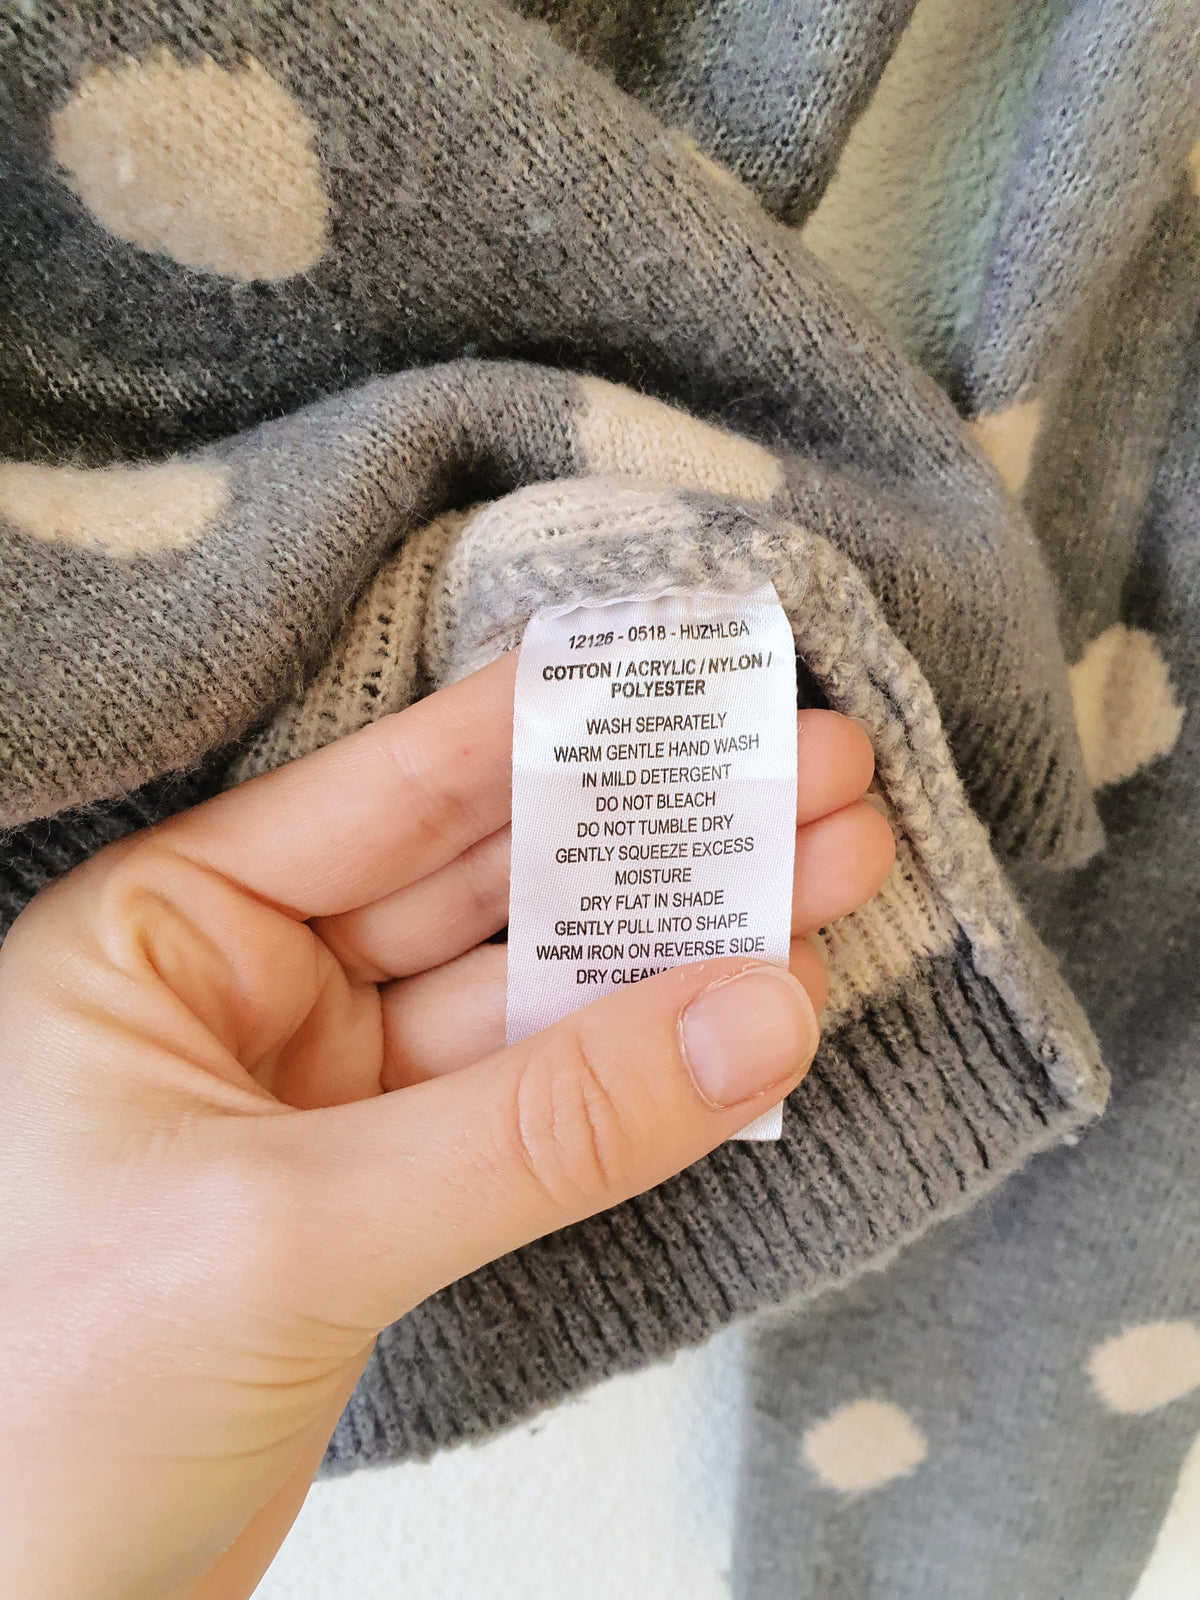 12126 - 0518 - HUZHLGA
COTTON / ACRYLIC / NYLON /
POLYESTER
WASH SEPARATELY
WARM GENTLE HAND WASH
IN MILD DETERGENT
DO NOT BLEACH
DO NOT TUMBLE DRY
GENTLY SQUEEZE EXCESS
MOISTURE
DRY FLAT IN SHADE
GENTLY PULL INTO SHAPE
WARM IRON ON REVERSE SIDE
DRY